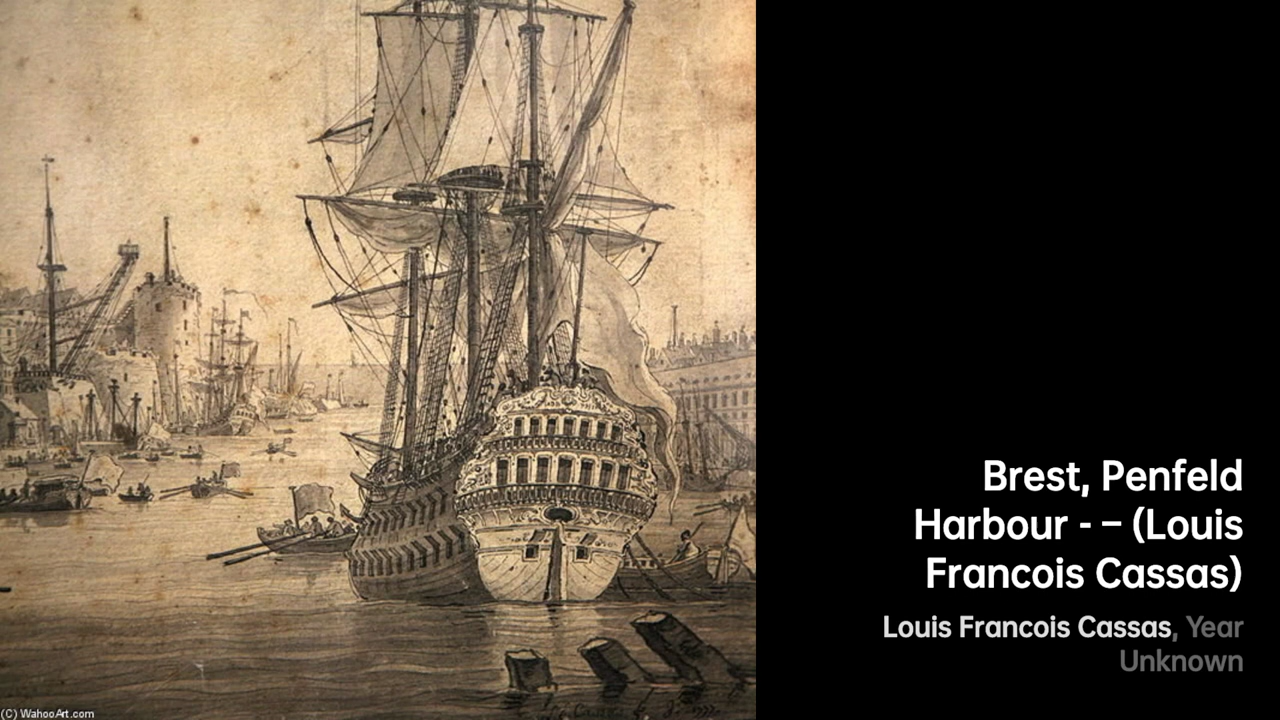 Brest, Penfeld
Harbour - – (Louis
Francois Cassas)
Louis Francois Cassas, Year
Unknown
(C) WahooArt.com